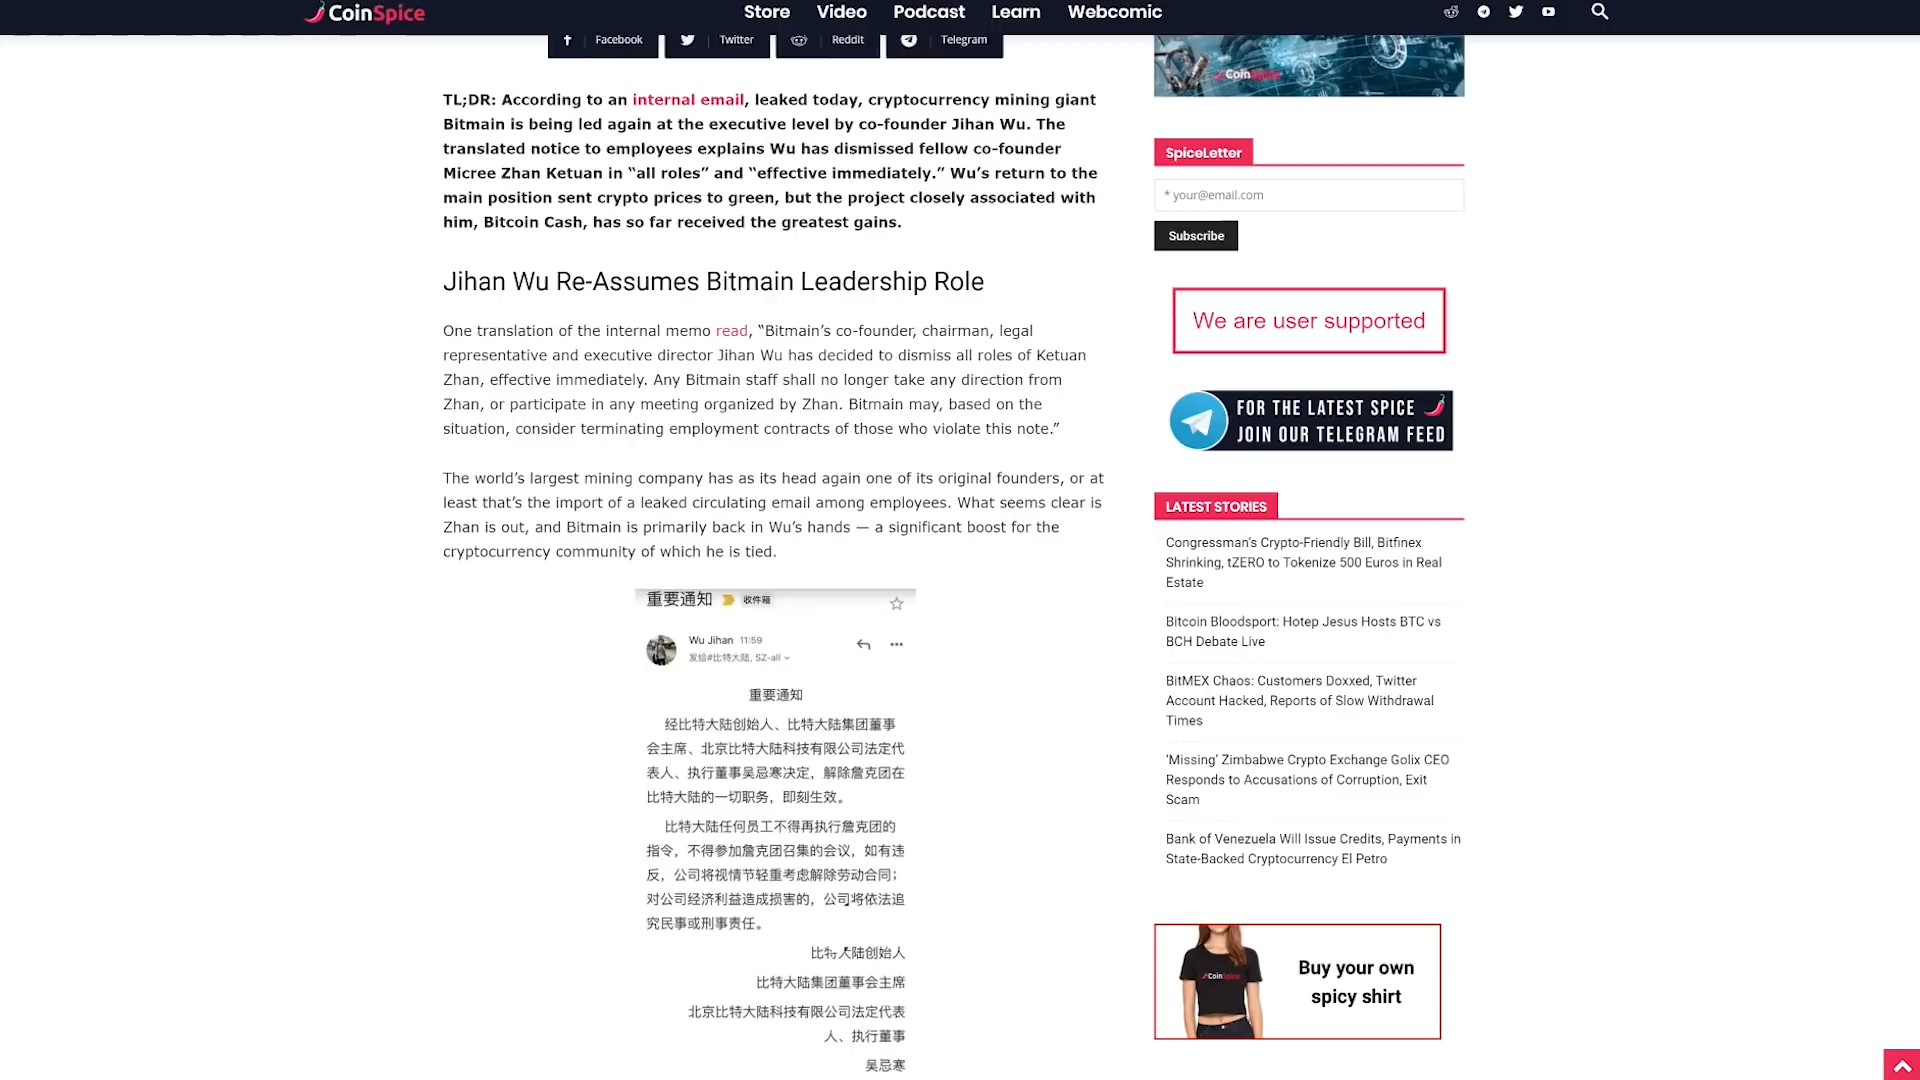 CoinSpice
Store Video Podcast Learn Webcomic
Facebook Twitter ReddIt Telegram
TL;DR: According to an internal email, leaked today, cryptocurrency mining giant
Bitmain is being led again at the executive level by co-founder Jihan Wu. The
translated notice to employees explains Wu has dismissed fellow co-founder
Micree Zhan Ketuan in “all roles” and “effective immediately.” Wu’s return to the
main position sent crypto prices to green, but the project closely associated with
him, Bitcoin Cash, has so far received the greatest gains.
Jihan Wu Re-Assumes Bitmain Leadership Role
One translation of the internal memo read, “Bitmain’s co-founder, chairman, legal
representative and executive director Jihan Wu has decided to dismiss all roles of Ketuan
Zhan, effective immediately. Any Bitmain staff shall no longer take any direction from
Zhan, or participate in any meeting organized by Zhan. Bitmain may, based on the
situation, consider terminating employment contracts of those who violate this note.”
The world’s largest mining company has as its head again one of its original founders, or at
least that’s the import of a leaked circulating email among employees. What seems clear is
Zhan is out, and Bitmain is primarily back in Wu’s hands — a significant boost for the
cryptocurrency community of which he is tied.
重要通知 收件箱
Wu Jihan 11:59
发给#比特大陆, SZ-all
重要通知
经比特大陆创始人、比特大陆集团董事
会主席、北京比特大陆科技有限公司法定代
表人、执行董事吴忌寒决定，解除詹克团在
比特大陆的一切职务，即刻生效。
比特大陆任何员工不得再执行詹克团的
指令，不得参加詹克团召集的会议，如有违
反，公司将视情节轻重考虑解除劳动合同；
对公司经济利益造成损害的，公司将依法追
究民事或刑事责任。
比特大陆创始人
比特大陆集团董事会主席
北京比特大陆科技有限公司法定代表
人、执行董事
吴忌寒
CoinSpice
SpiceLetter
* your@email.com
Subscribe
We are user supported
FOR THE LATEST SPICE
JOIN OUR TELEGRAM FEED
LATEST STORIES
Congressman’s Crypto-Friendly Bill, Bitfinex
Shrinking, tZERO to Tokenize 500 Euros in Real
Estate
Bitcoin Bloodsport: Hotep Jesus Hosts BTC vs
BCH Debate Live
BitMEX Chaos: Customers Doxxed, Twitter
Account Hacked, Reports of Slow Withdrawal
Times
‘Missing’ Zimbabwe Crypto Exchange Golix CEO
Responds to Accusations of Corruption, Exit
Scam
Bank of Venezuela Will Issue Credits, Payments in
State-Backed Cryptocurrency El Petro
CoinSpice
Buy your own
spicy shirt